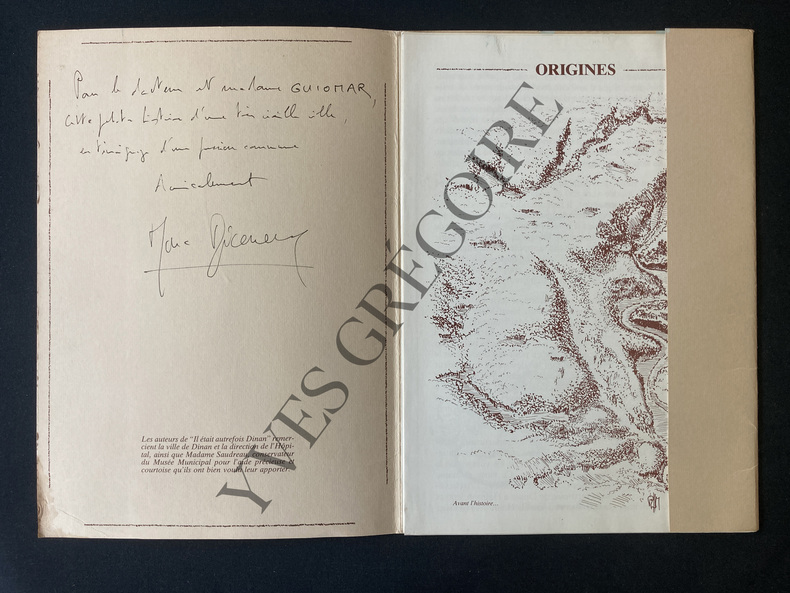 Pour le docteur et madame GUIOMAR,
cette petite histoire d'une très vieille ville,
en témoignage d'une passion commune
Amicalement
Les auteurs de "Il était autrefois Dinan" remer-
cient la ville de Dinan et la direction de l'Hôpi-
tal, ainsi que Madame Saudreau conservateur
du Musée Municipal pour l'aide précieuse et
courtoise qu'ils ont bien voulu leur apporter.
ORIGINES
Avant l'histoire...
YVES GRÉGOIRE